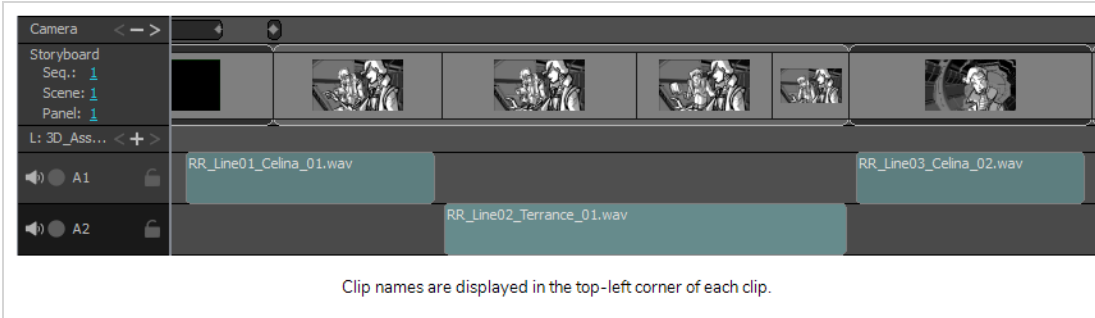 Camera < − >
Storyboard
Seq.: 1
Scene: 1
Panel: 1
L: 3D_Ass... < + >
A1
RR_Line01_Celina_01.wav
RR_Line03_Celina_02.wav
A2
RR_Line02_Terrance_01.wav
Clip names are displayed in the top-left corner of each clip.